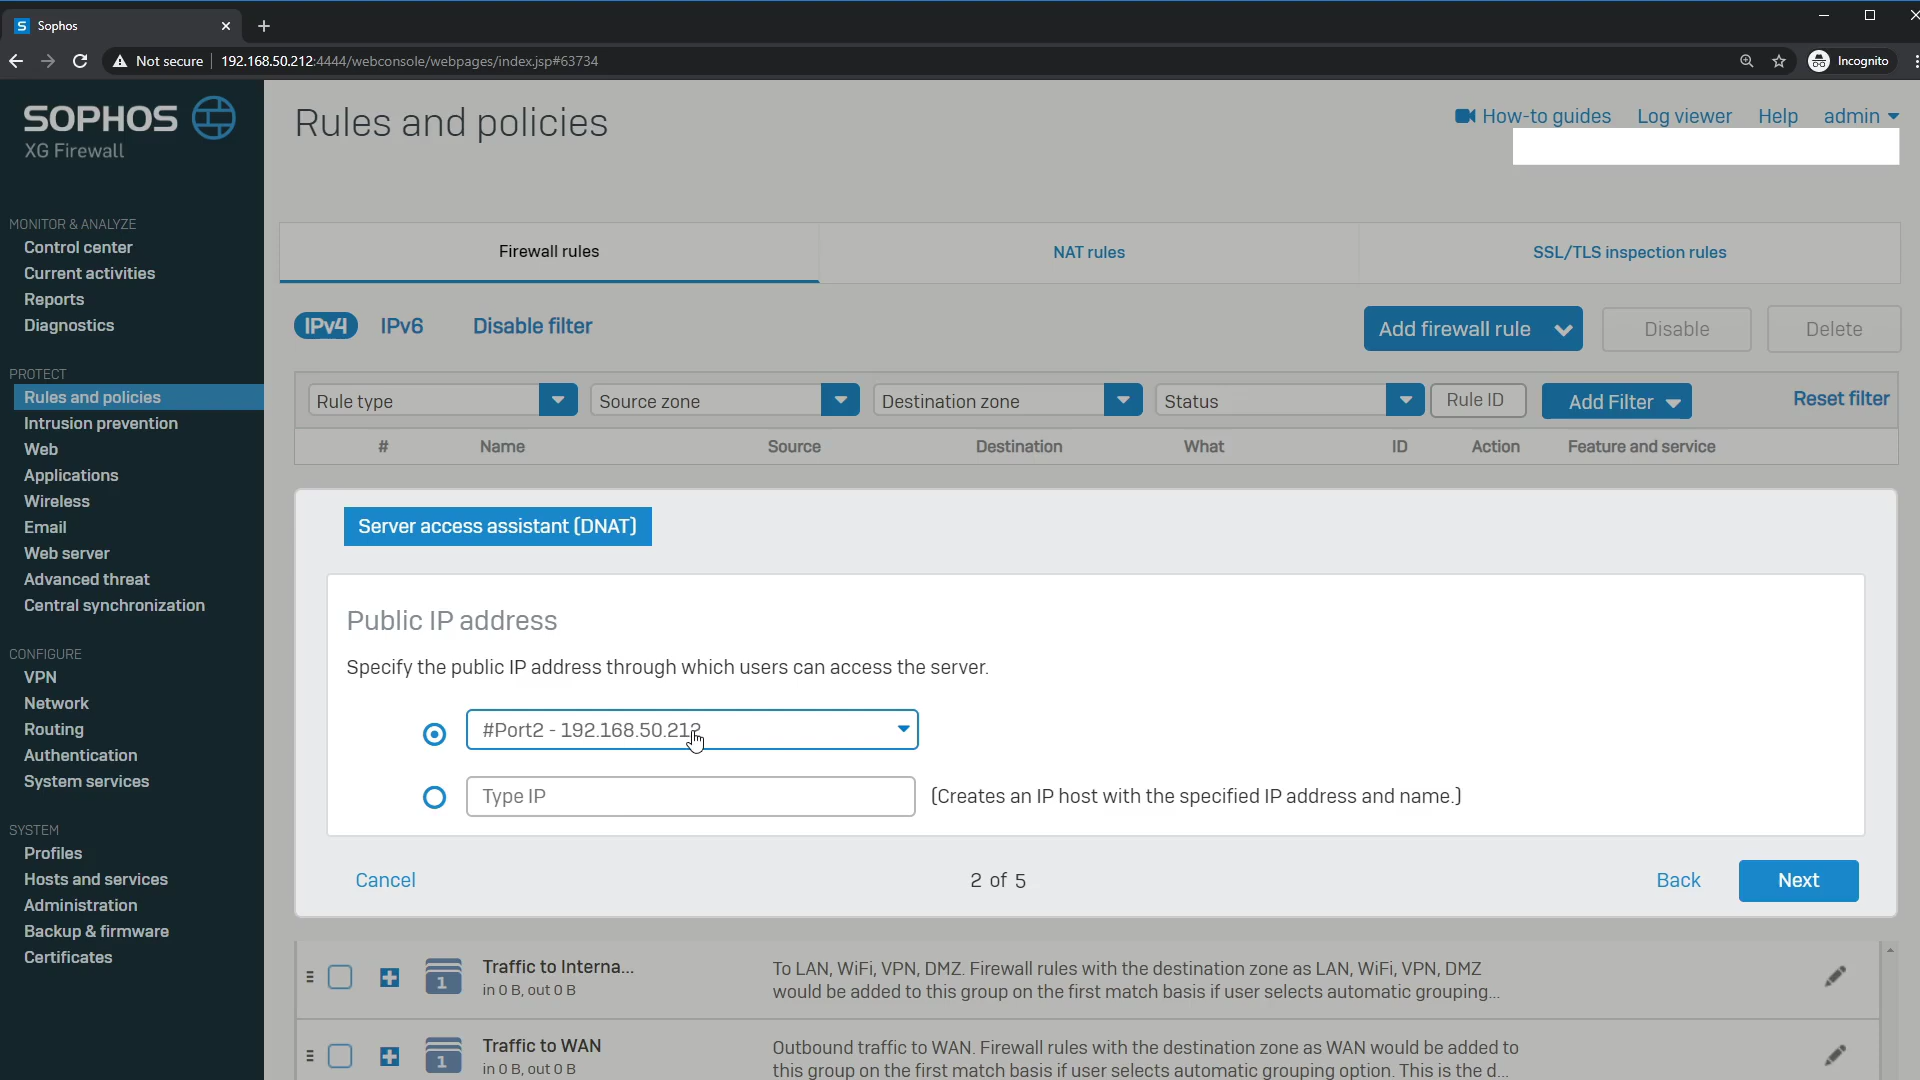 S Sophos
Not secure 192.168.50.212:4444/webconsole/webpages/index.jsp#63734
Incognito
SOPHOS
XG Firewall
MONITOR & ANALYZE
Control center
Current activities
Reports
Diagnostics
PROTECT
Rules and policies
Intrusion prevention
Web
Applications
Wireless
Email
Web server
Advanced threat
Central synchronization
CONFIGURE
VPN
Network
Routing
Authentication
System services
SYSTEM
Profiles
Hosts and services
Administration
Backup & firmware
Certificates
Rules and policies
How-to guides Log viewer Help admin
Firewall rules NAT rules SSL/TLS inspection rules
IPv4 IPv6 Disable filter Add firewall rule Disable Delete
Rule type Source zone Destination zone Status Rule ID Add Filter Reset filter
# Name Source Destination What ID Action Feature and service
Server access assistant (DNAT)
Public IP address
Specify the public IP address through which users can access the server.
#Port2 - 192.168.50.212
Type IP (Creates an IP host with the specified IP address and name.)
Cancel 2 of 5 Back Next
1 Traffic to Interna...
in 0 B, out 0 B
To LAN, WiFi, VPN, DMZ. Firewall rules with the destination zone as LAN, WiFi, VPN, DMZ
would be added to this group on the first match basis if user selects automatic grouping...
1 Traffic to WAN
in 0 B, out 0 B
Outbound traffic to WAN. Firewall rules with the destination zone as WAN would be added to
this group on the first match basis if user selects automatic grouping option. This is the d...